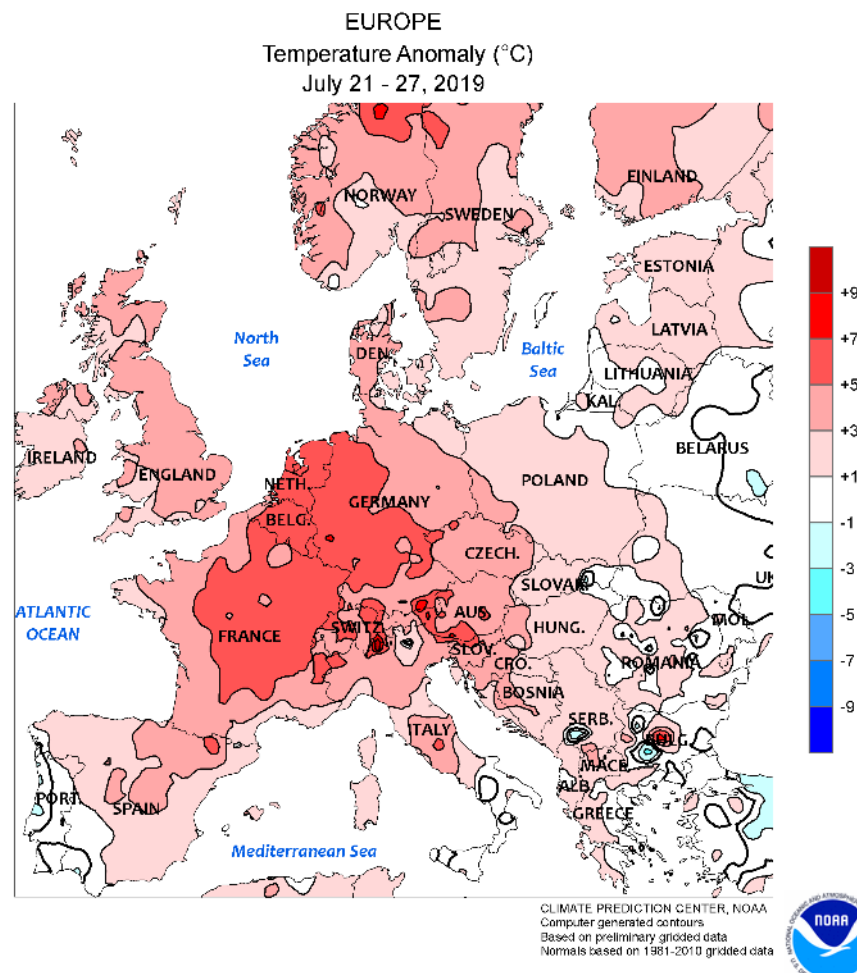 EUROPE
Temperature Anomaly (°C)
July 21 - 27, 2019
FINLAND
NORWAY
SWEDEN
ESTONIA
North
Sea
Baltic
Sea
LATVIA
DEN.
LITHUANIA
KAL.
IRELAND
ENGLAND
BELARUS
NETH.
POLAND
GERMANY
BELG.
CZECH.
SLOVAK.
UK
ATLANTIC
OCEAN
FRANCE
SWITZ.
AUS.
HUNG.
MOL.
SLOV.
CRO.
ROMANIA
BOSNIA
SERB.
ITALY
BULG.
MACE.
PORT.
SPAIN
ALB.
GREECE
Mediterranean Sea
+9
+7
+5
+3
+1
-1
-3
-5
-7
-9
CLIMATE PREDICTION CENTER, NOAA
Computer generated contours
Based on preliminary gridded data
Normals based on 1981-2010 gridded data
NOAA